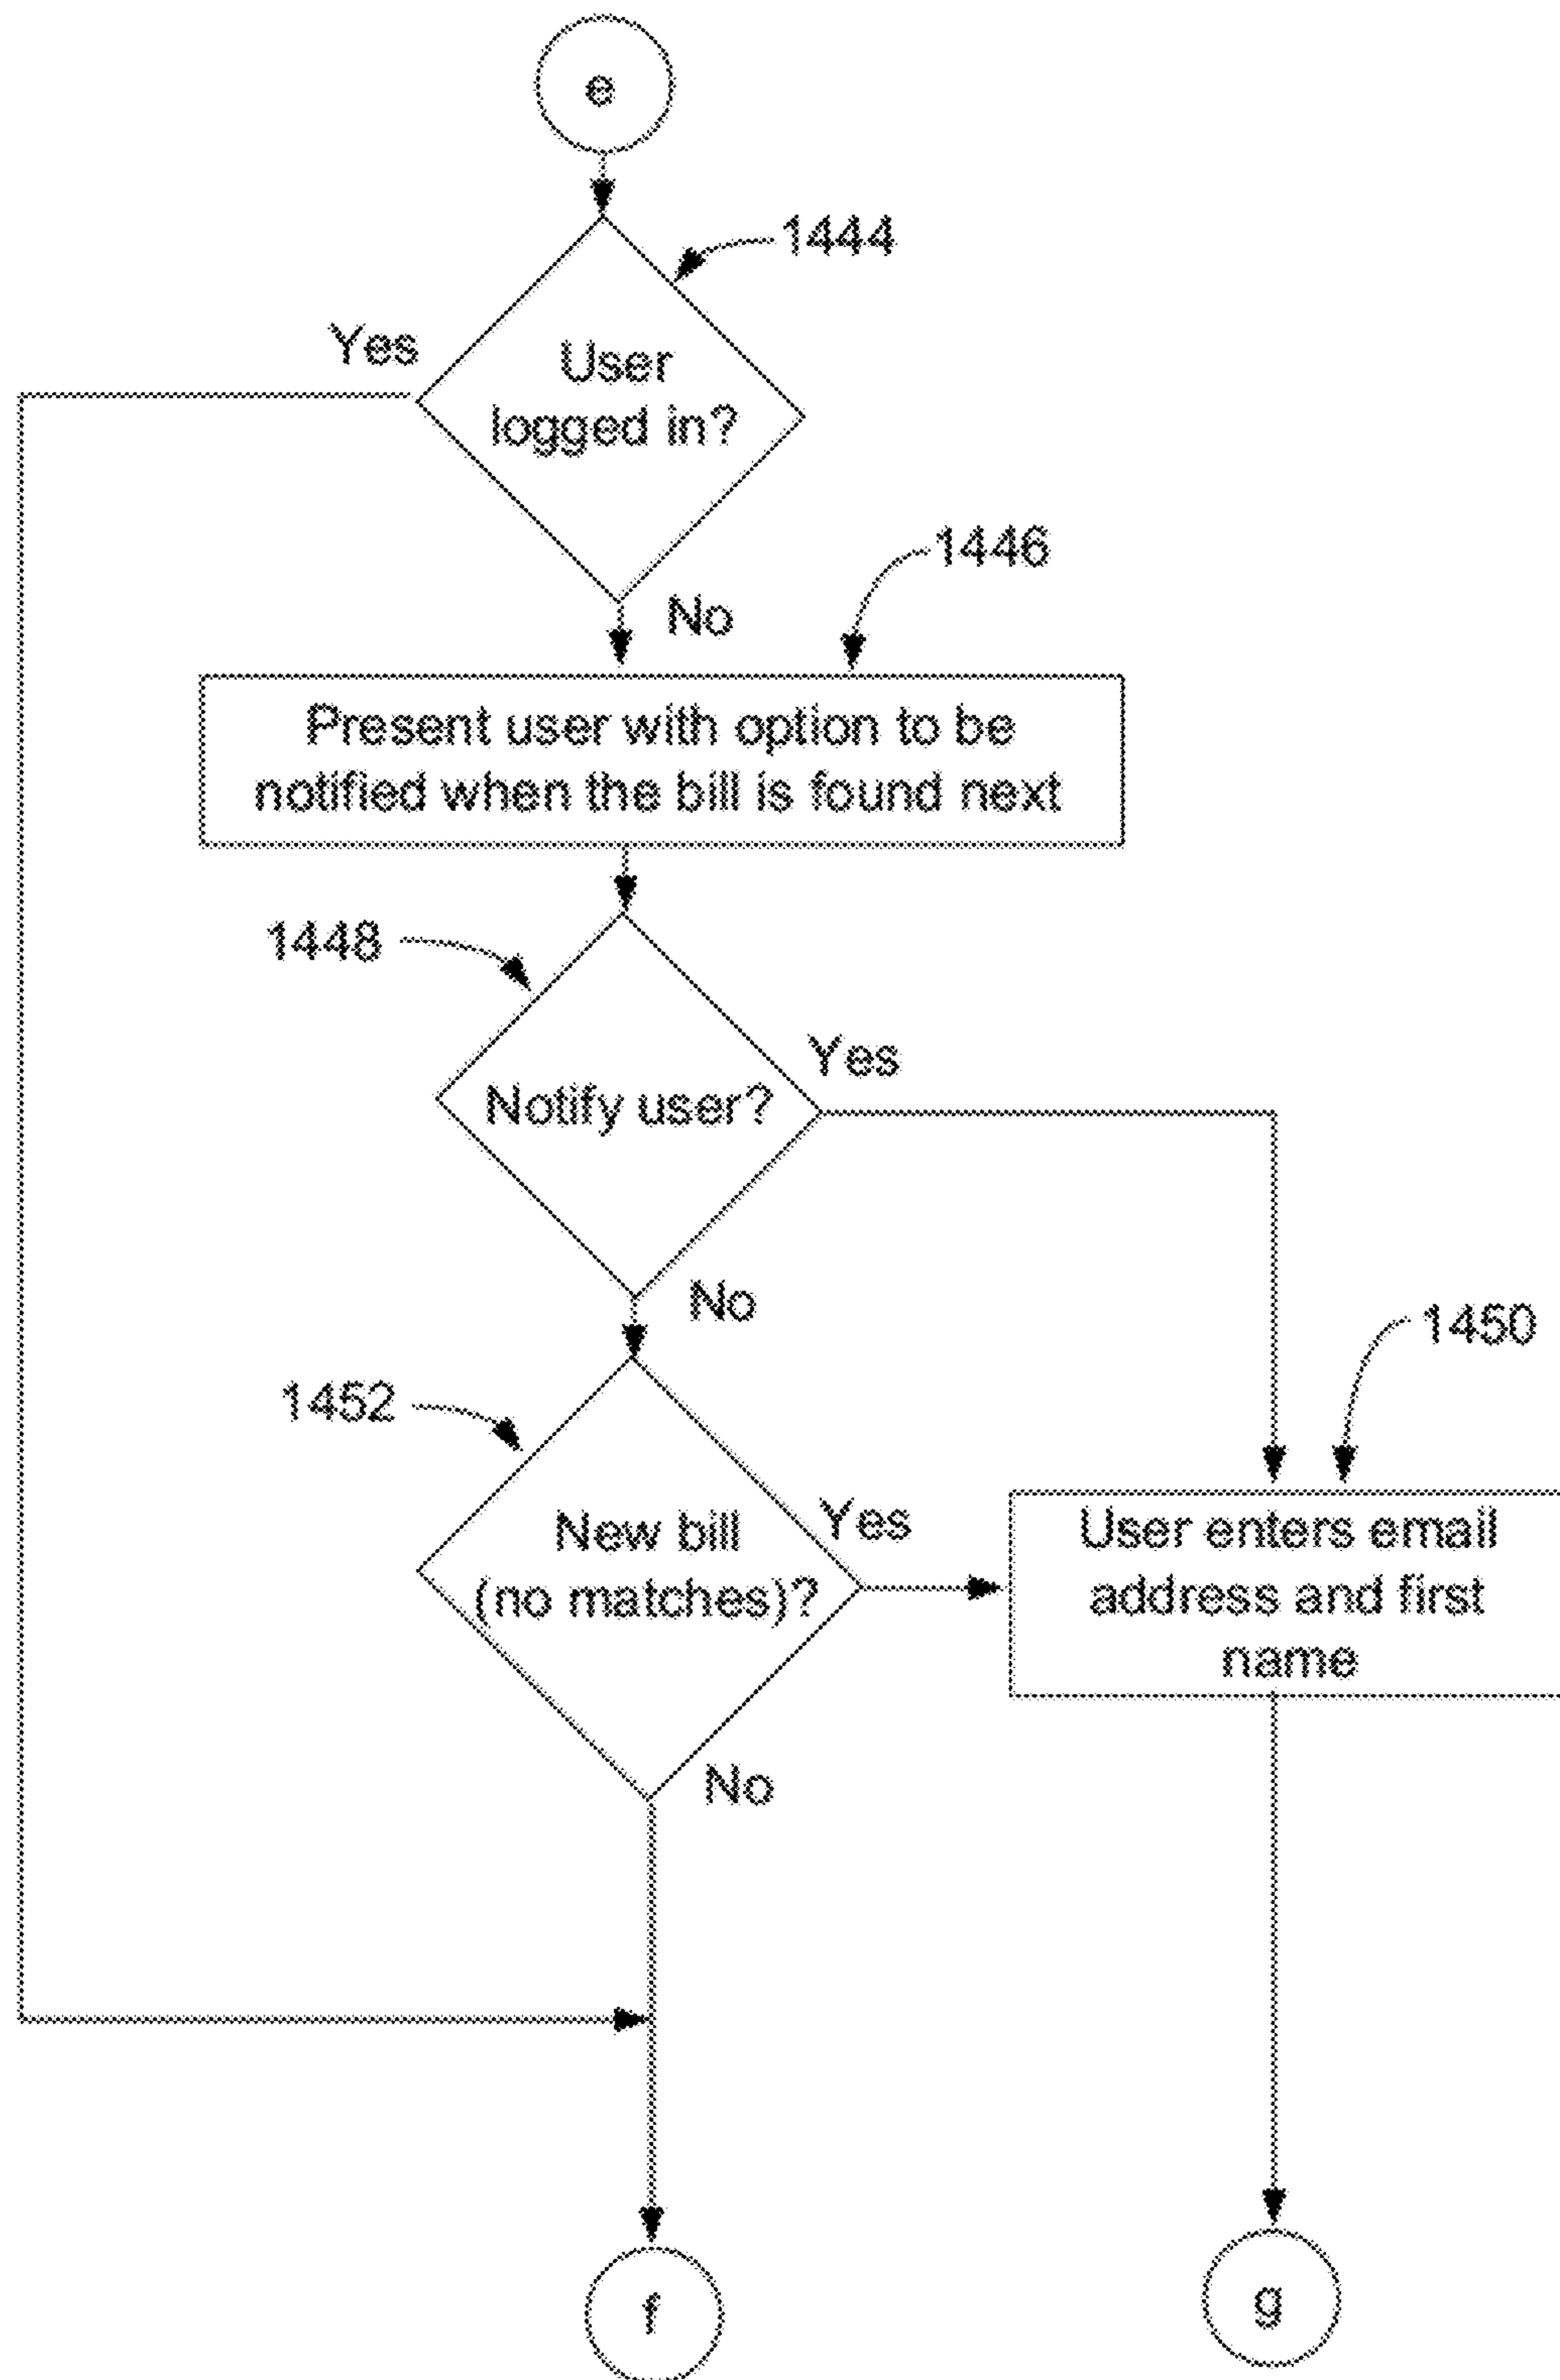 e
1444
Yes
User
logged in?
1446
No
Present user with option to be
notified when the bill is found next
1448
Yes
Notify user?
No
1450
1452
New bill
(no matches)?
Yes
User enters email
address and first
name
No
f
g